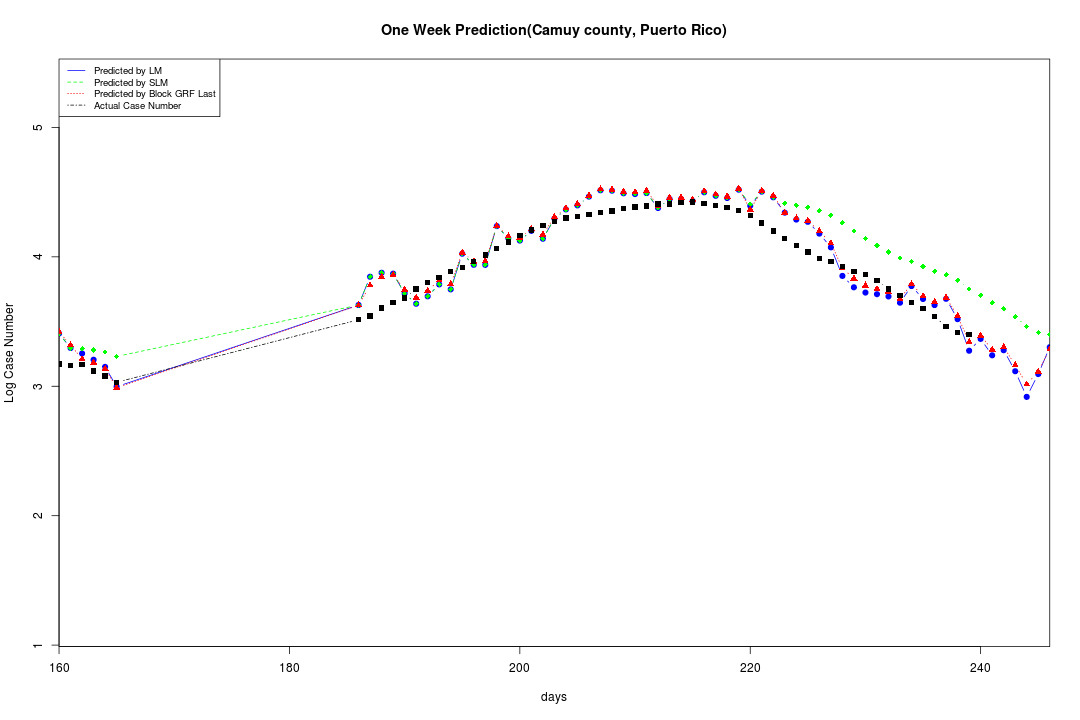 One Week Prediction(Camuy county, Puerto Rico)
Predicted by LM
Predicted by SLM
Predicted by Block GRF Last
Actual Case Number
5
4
3
2
1
Log Case Number
160 180 200 220 240
days